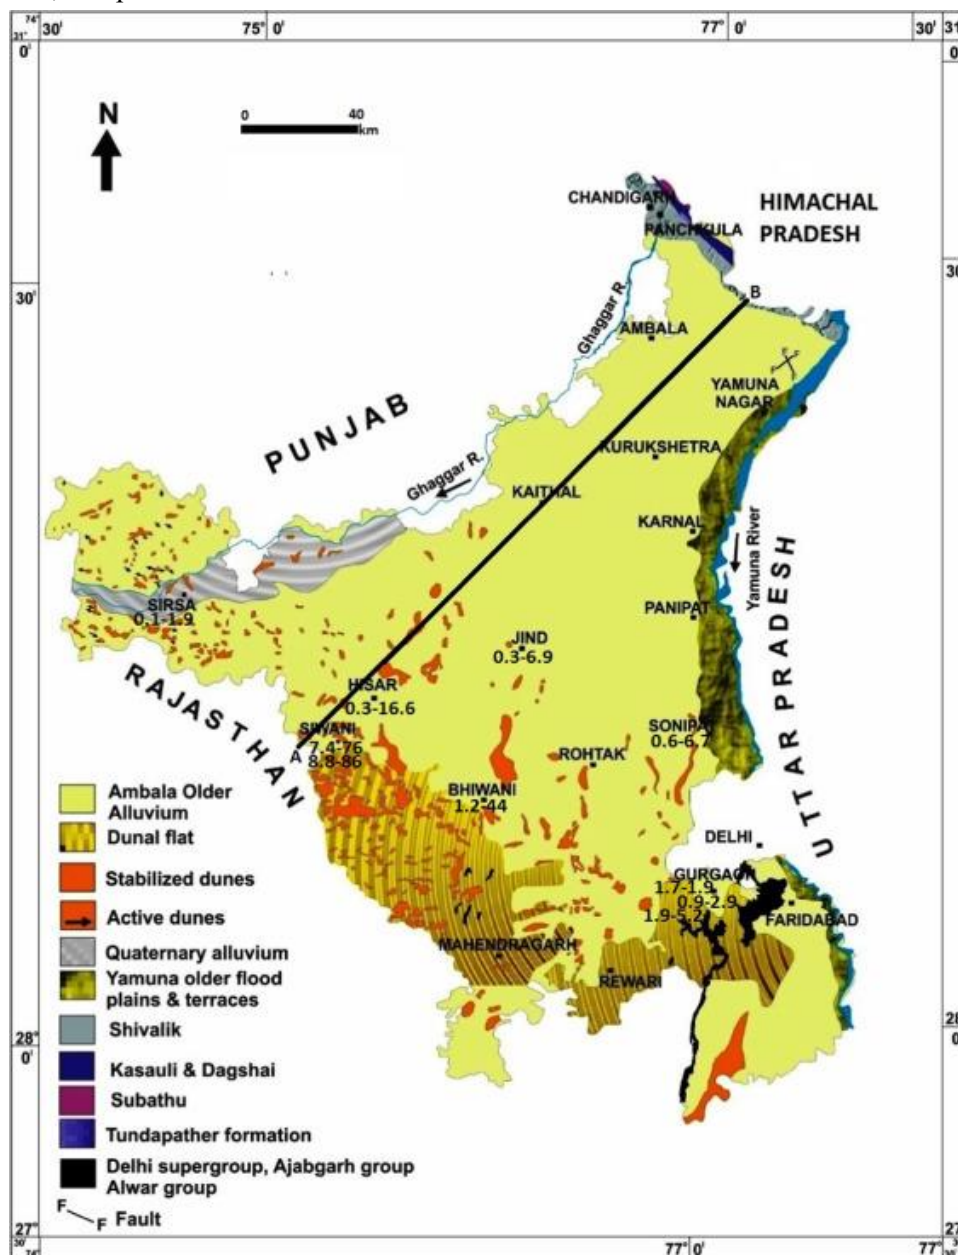 74°
30'
75° 0'
77° 0'
30'
31
31°
0'
0
N
0 40
km
CHANDIGARH
PANCHKULA
HIMACHAL
PRADESH
30'
30
B
Ghaggar R.
AMBALA
F F
F
YAMUNA
NAGAR
PUNJAB
KURUKSHETRA
Ghaggar R.
KAITHAL
KARNAL
Yamuna River
SIRSA
0.1-1.9
PANIPAT
UTTAR PRADESH
JIND
0.3-6.9
RAJASTHAN
HISAR
0.3-16.6
SIWANI
7.4-76
A
8.8-86
SONIPAT
0.6-6.7
ROHTAK
BHIWANI
1.2-44
DELHI
GURGAON
1.7-1.9
0.9-2.9
1.9-5.2
FARIDABAD
MAHENDRAGARH
REWARI
Ambala Older
Alluvium
Dunal flat
Stabilized dunes
Active dunes
Quaternary alluvium
Yamuna older flood
plains & terraces
Shivalik
Kasauli & Dagshai
Subathu
Tundapather formation
Delhi supergroup, Ajabgarh group
Alwar group
F F Fault
28°
0'
28
0
27°
27
77° 0'
77°